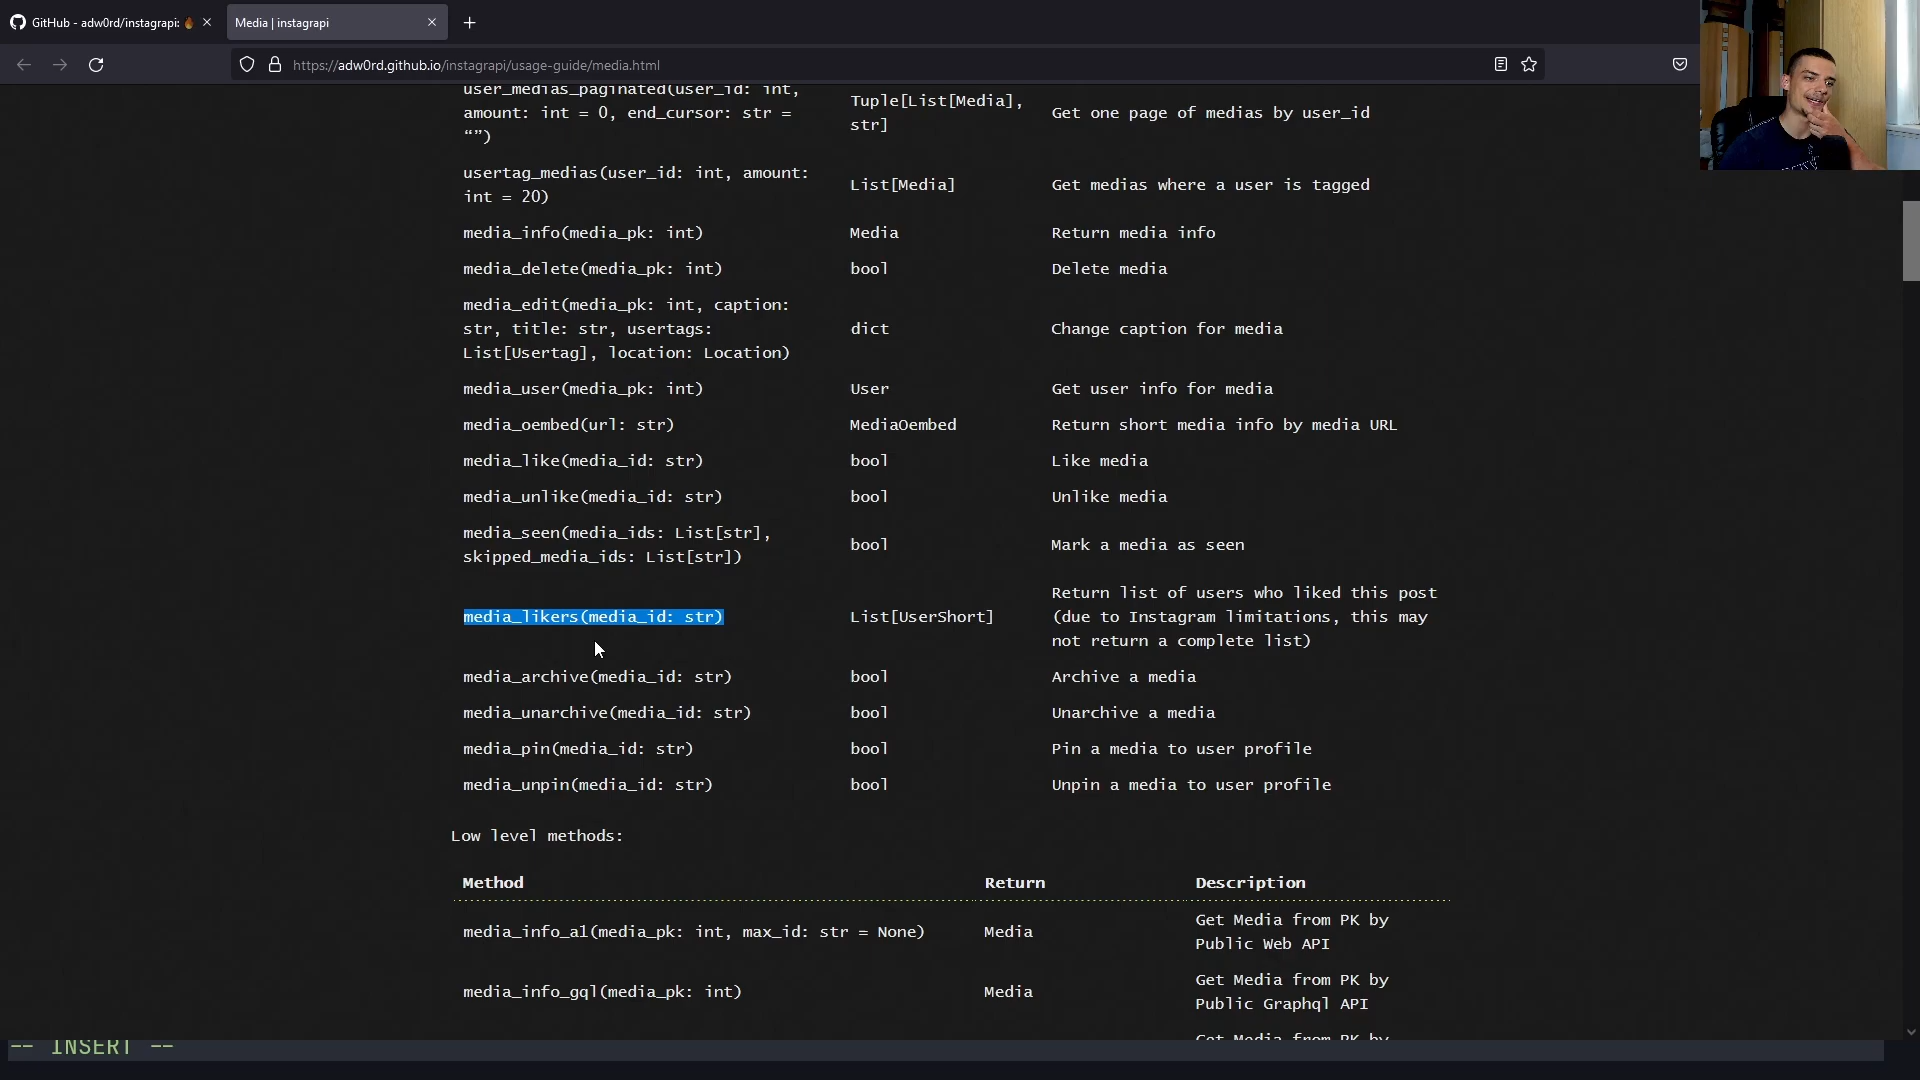 GitHub - adw0rd/instagrapi:
Media | instagrapi
https://adw0rd.github.io/instagrapi/usage-guide/media.html
user_medias_paginated(user_id: int,
amount: int = 0, end_cursor: str =
“”)
Tuple[List[Media],
str]
Get one page of medias by user_id
usertag_medias(user_id: int, amount:
int = 20)
List[Media]
Get medias where a user is tagged
media_info(media_pk: int)
Media
Return media info
media_delete(media_pk: int)
bool
Delete media
media_edit(media_pk: int, caption:
str, title: str, usertags:
List[Usertag], location: Location)
dict
Change caption for media
media_user(media_pk: int)
User
Get user info for media
media_oembed(url: str)
MediaOembed
Return short media info by media URL
media_like(media_id: str)
bool
Like media
media_unlike(media_id: str)
bool
Unlike media
media_seen(media_ids: List[str],
skipped_media_ids: List[str])
bool
Mark a media as seen
media_likers(media_id: str)
List[UserShort]
Return list of users who liked this post
(due to Instagram limitations, this may
not return a complete list)
media_archive(media_id: str)
bool
Archive a media
media_unarchive(media_id: str)
bool
Unarchive a media
media_pin(media_id: str)
bool
Pin a media to user profile
media_unpin(media_id: str)
bool
Unpin a media to user profile
Low level methods:
Method
Return
Description
media_info_a1(media_pk: int, max_id: str = None)
Media
Get Media from PK by
Public Web API
media_info_gql(media_pk: int)
Media
Get Media from PK by
Public Graphql API
Get Media from PK by
-- INSERT --